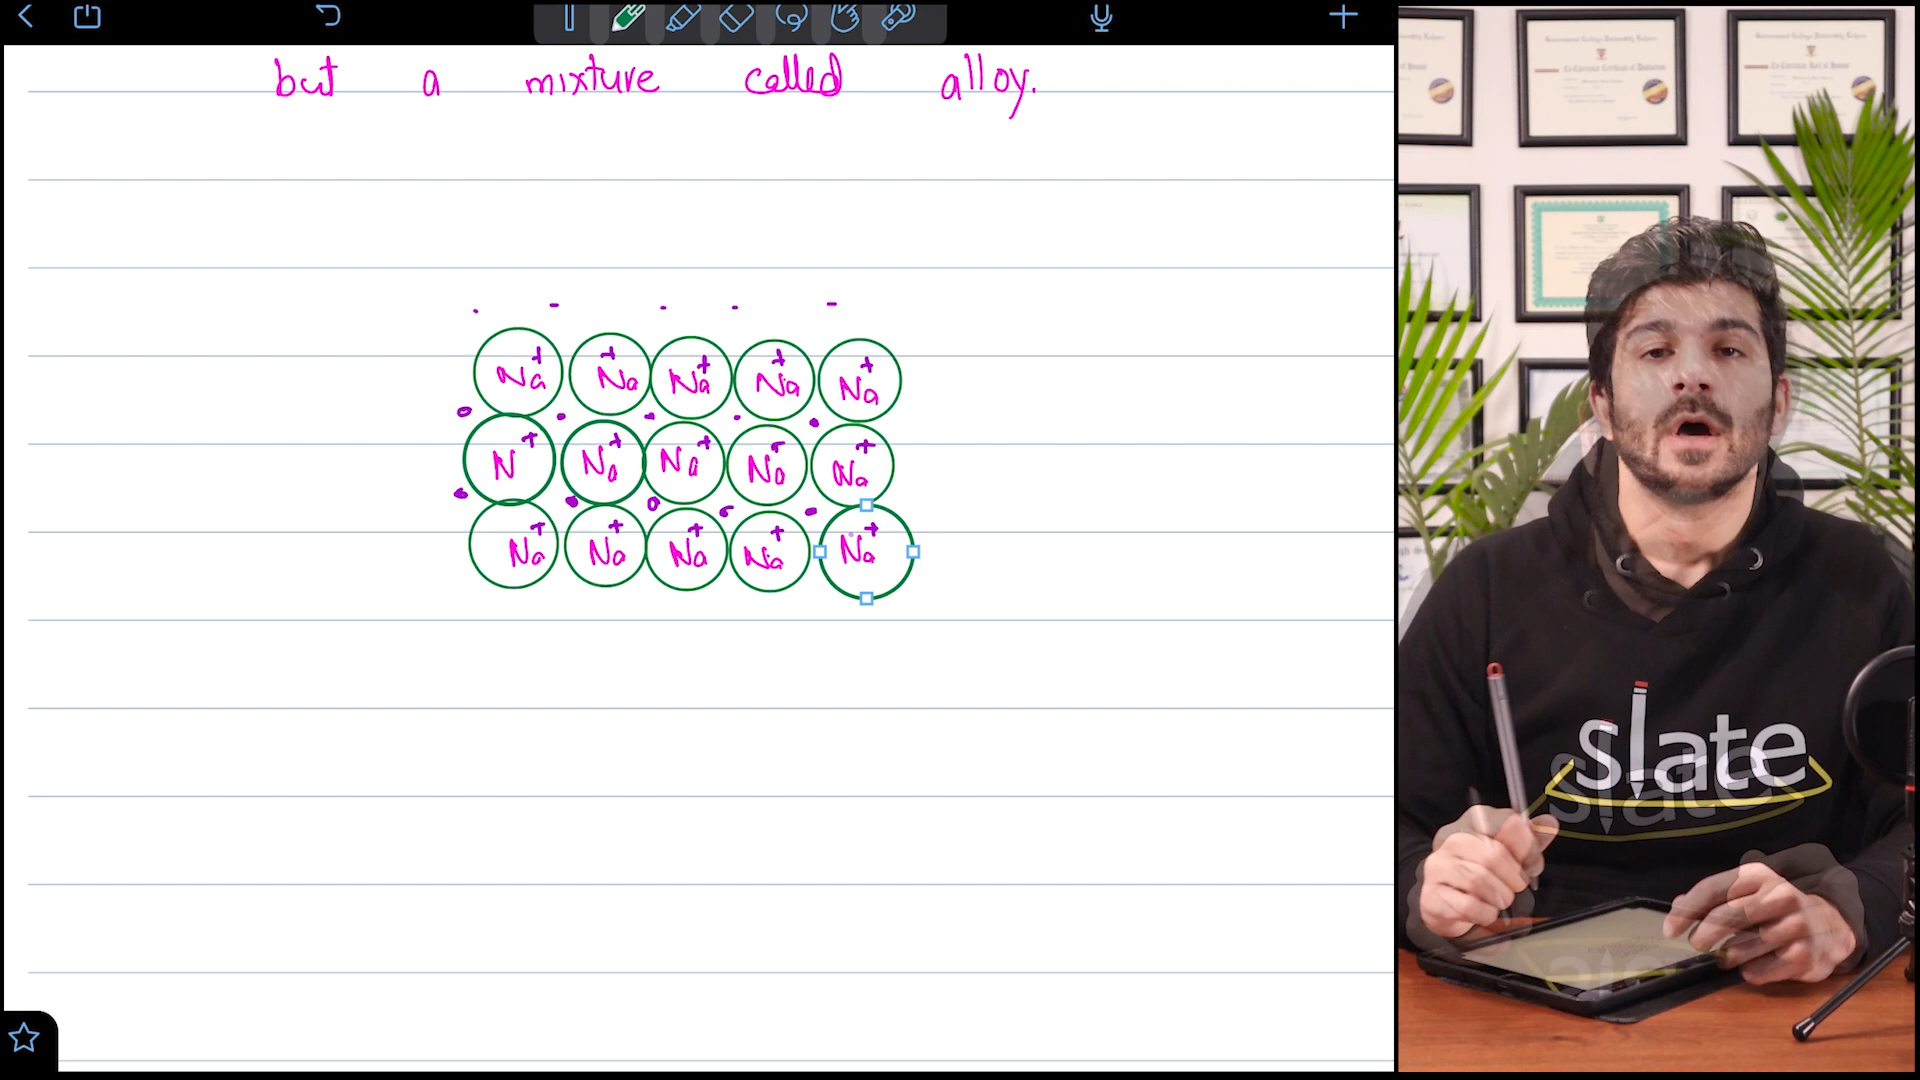 but a mixture called alloy.
Na+ Na+ Na+ Na+ Na+
N+ Na+ Na+ Na Na+
Na+ Na+ Na+ Na+ Na+
slate